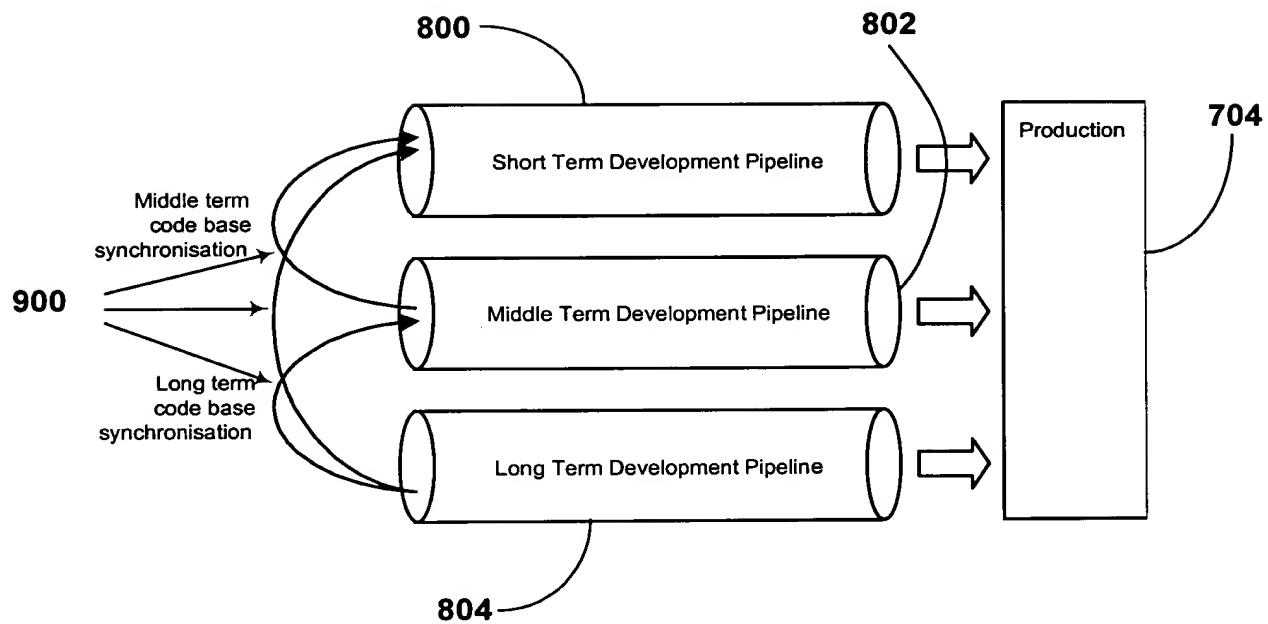 800
802
704
Production
Short Term Development Pipeline
Middle term
code base
synchronisation
900
Middle Term Development Pipeline
Long term
code base
synchronisation
Long Term Development Pipeline
804